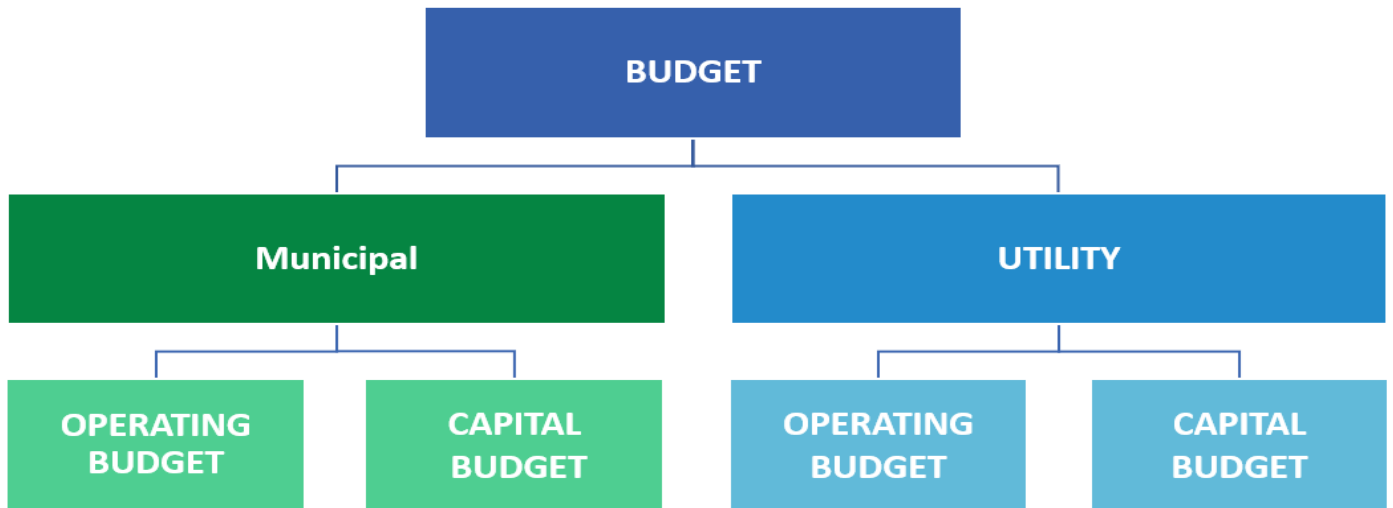 BUDGET
Municipal
UTILITY
OPERATING
BUDGET
CAPITAL
BUDGET
OPERATING
BUDGET
CAPITAL
BUDGET